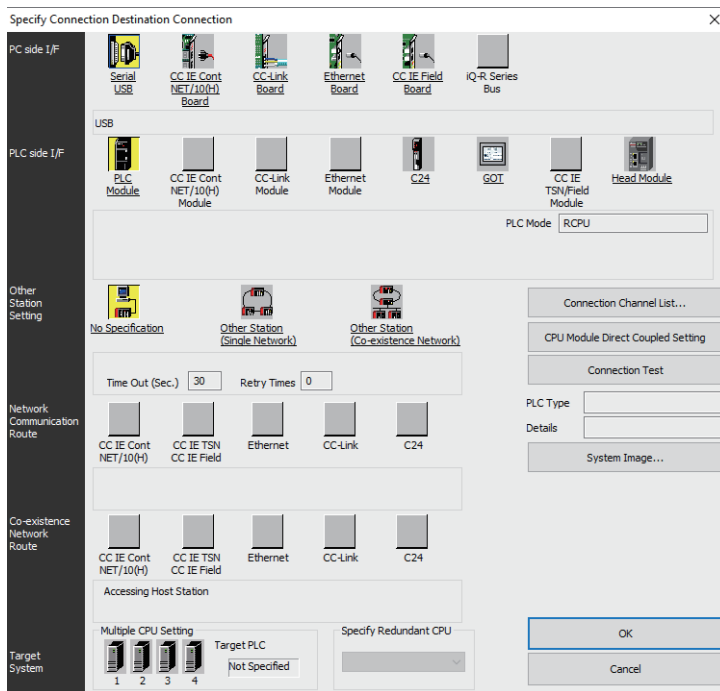 Specify Connection Destination Connection
PC side I/F
Serial
USB
CC IE Cont
NET/10(H)
Board
CC-Link
Board
Ethernet
Board
CC IE Field
Board
iQ-R Series
Bus
USB
PLC side I/F
PLC
Module
CC IE Cont
NET/10(H)
Module
CC-Link
Module
Ethernet
Module
C24
GOT
CC IE
TSN/Field
Module
Head Module
PLC Mode RCPU
Other
Station
Setting
No Specification
Other Station
(Single Network)
Other Station
(Co-existence Network)
Time Out (Sec.) 30 Retry Times 0
Connection Channel List...
CPU Module Direct Coupled Setting
Connection Test
PLC Type
Details
System Image...
Network
Communication
Route
CC IE Cont
NET/10(H)
CC IE TSN
CC IE Field
Ethernet
CC-Link
C24
Co-existence
Network
Route
CC IE Cont
NET/10(H)
CC IE TSN
CC IE Field
Ethernet
CC-Link
C24
Accessing Host Station
Target
System
Multiple CPU Setting
1 2 3 4
Target PLC
Not Specified
Specify Redundant CPU
OK
Cancel